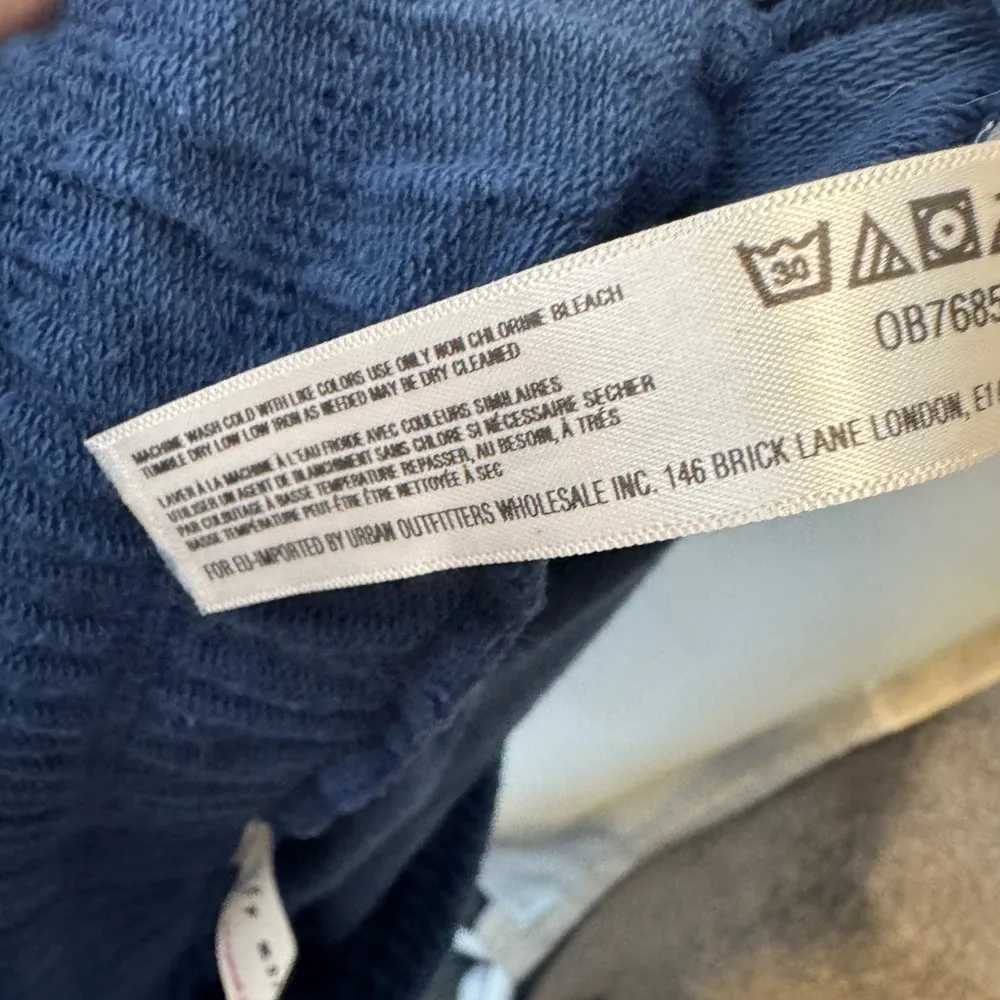 30
OB7685
MACHINE WASH COLD WITH LIKE COLORS USE ONLY NON CHLORINE BLEACH
TUMBLE DRY LOW LOW IRON AS NEEDED MAY BE DRY CLEANED
LAVER À LA MACHINE À L'EAU FROIDE AVEC COULEURS SIMILAIRES
UTILISER UN AGENT DE BLANCHIMENT SANS CHLORE SI NÉCESSAIRE SECHER
PAR CULBUTAGE À BASSE TEMPÉRATURE REPASSER, AU BESOIN, À TRÉS
BASSE TEMPÉRATURE PEUT-ÊTRE ÊTRE NETTOYÉE À SEC
FOR EU-IMPORTED BY URBAN OUTFITTERS WHOLESALE INC. 146 BRICK LANE LONDON, E1